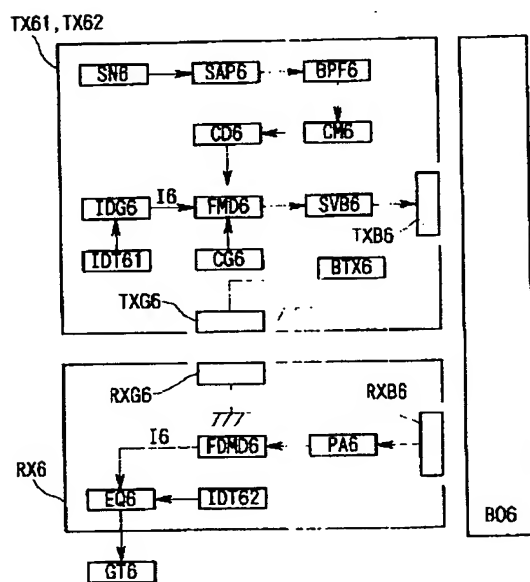 TX61, TX62
SN6 SAP6 BPF6
CD6 CM6
I6
IDG6 FMD6 SVB6
TXB6
IDT61 CG6 BTX6
TXG6
RXG6
RXB6
I6
FDMD6 PA6
RX6
EQ6 IDT62
BO6
GT6